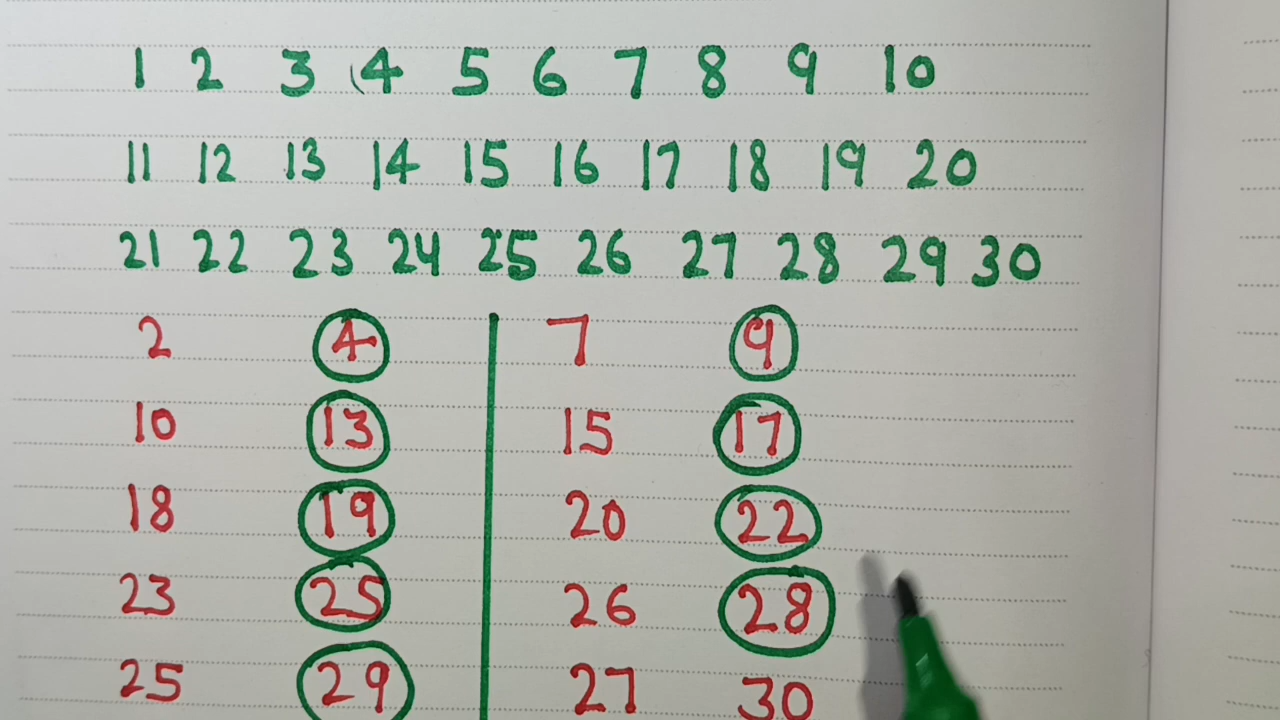 1 2 3 4 5 6 7 8 9 10
11 12 13 14 15 16 17 18 19 20
21 22 23 24 25 26 27 28 29 30
2 4 7 9
10 13 15 17
18 19 20 22
23 25 26 28
25 29 27 30